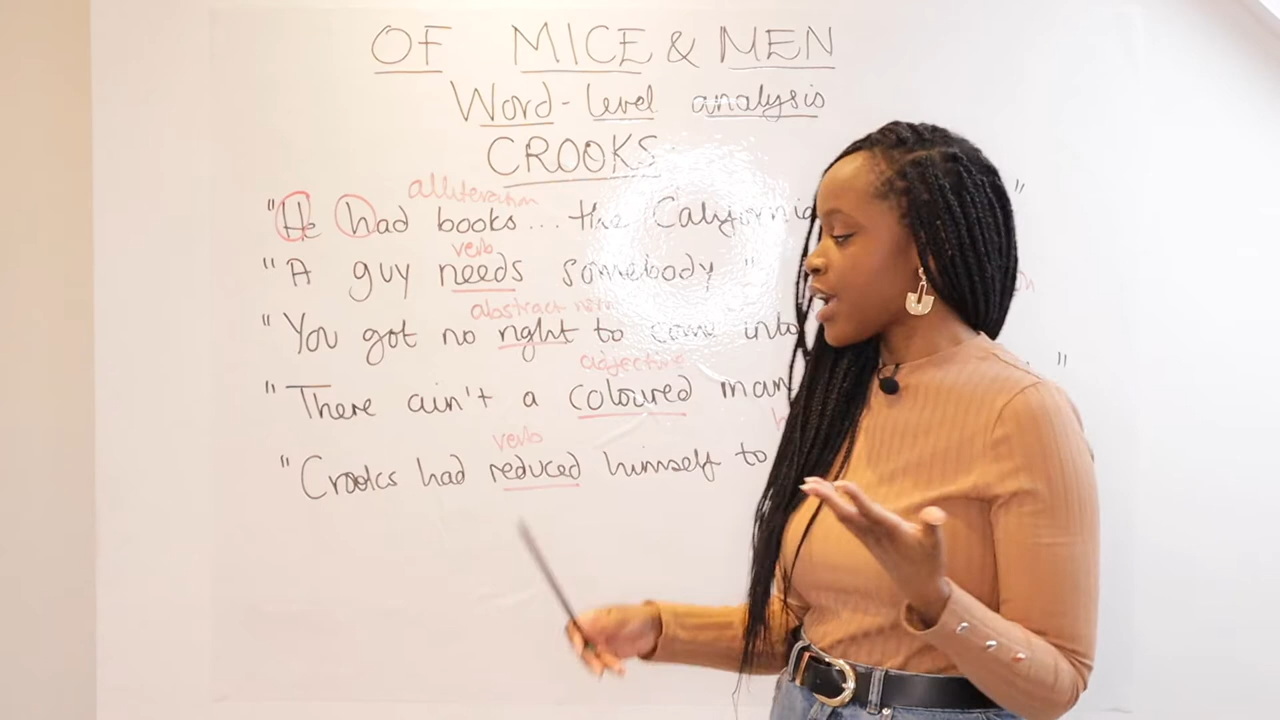 OF MICE & MEN
Word-level analysis
CROOKS
alliteration
"He had books... the California "
verb
"A guy needs somebody"
abstract noun
"You got no right to come into
adjective
"There ain't a coloured man "
verb
"Crooks had reduced himself to